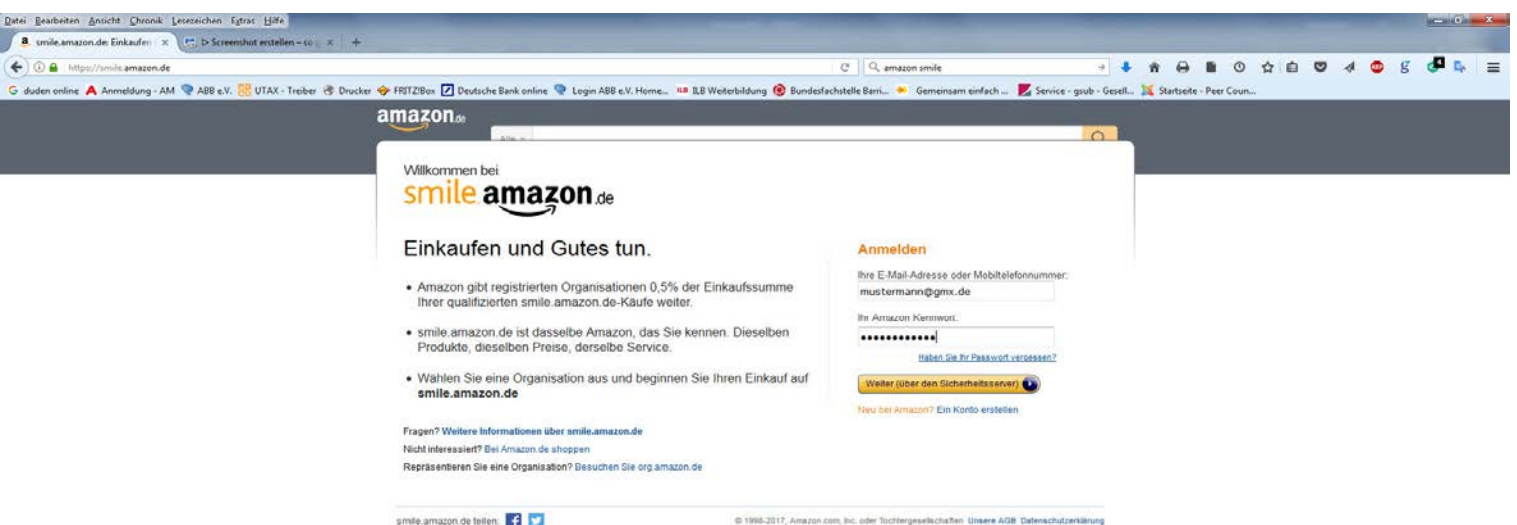 Datei Bearbeiten Ansicht Chronik Lesezeichen Extras Hilfe
smile.amazon.de: Einkaufen
Screenshot erstellen – so
https://smile.amazon.de
amazon smile
duden online Anmeldung - AM ABB e.V. UTAX - Treiber Drucker FRITZ!Box Deutsche Bank online Login ABB e.V. Home... ILB Weiterbildung Bundesfachstelle Barri... Gemeinsam einfach ... Service - gsub - Gesell... Startseite - Peer Coun...
amazon.de
Alle
Willkommen bei
smile.amazon.de
Einkaufen und Gutes tun.
• Amazon gibt registrierten Organisationen 0,5% der Einkaufssumme
Ihrer qualifizierten smile.amazon.de-Käufe weiter.
• smile.amazon.de ist dasselbe Amazon, das Sie kennen. Dieselben
Produkte, dieselben Preise, derselbe Service.
• Wählen Sie eine Organisation aus und beginnen Sie Ihren Einkauf auf
smile.amazon.de
Fragen? Weitere Informationen über smile.amazon.de
Nicht interessiert? Bei Amazon.de shoppen
Repräsentieren Sie eine Organisation? Besuchen Sie org.amazon.de
Anmelden
Ihre E-Mail-Adresse oder Mobiltelefonnummer:
mustermann@gmx.de
Ihr Amazon Kennwort:
••••••••••••
Haben Sie Ihr Passwort vergessen?
Weiter (über den Sicherheitsserver)
Neu bei Amazon? Ein Konto erstellen
smile.amazon.de teilen:
© 1998-2017, Amazon.com, Inc. oder Tochtergesellschaften Unsere AGB Datenschutzerklärung